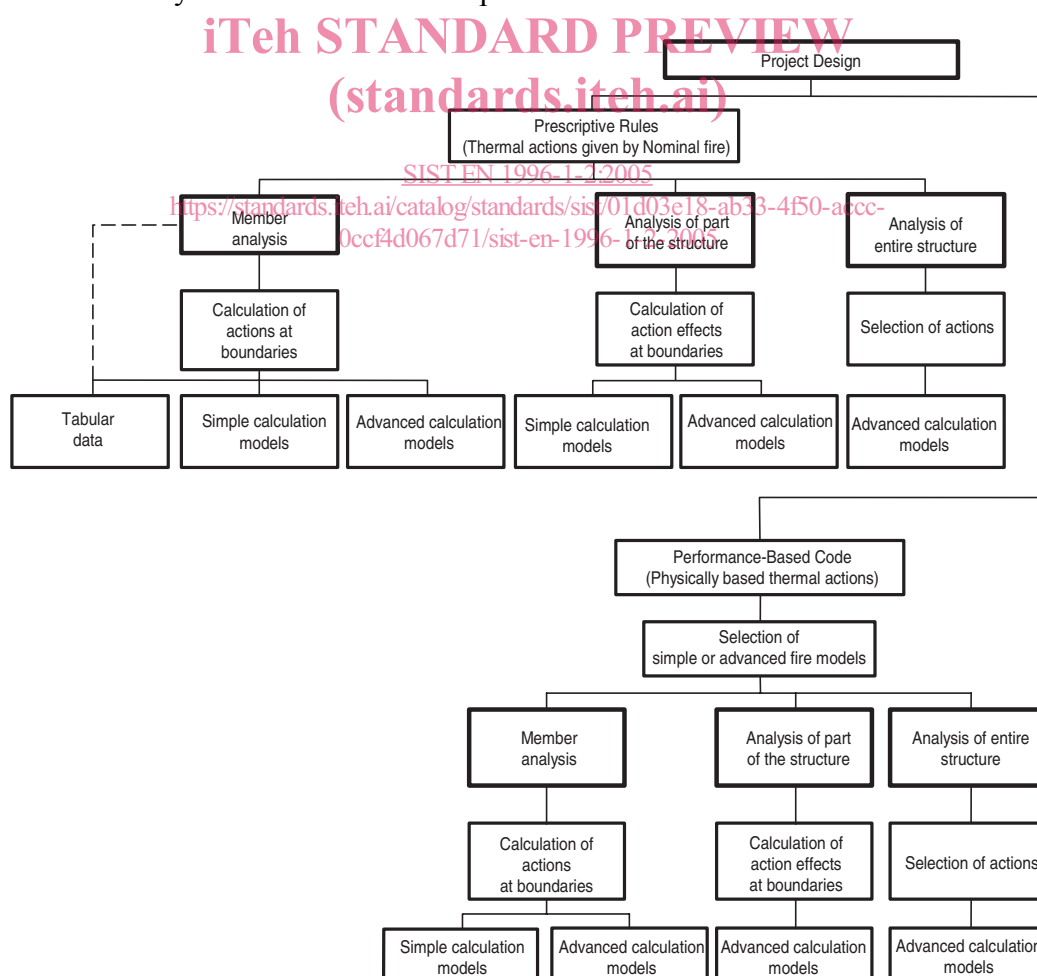 iTeh STANDARD PREVIEW
(standards.iteh.ai)
Project Design
Prescriptive Rules
(Thermal actions given by Nominal fire)
SIST EN 1996-1-2:2005
https://standards.iteh.ai/catalog/standards/sist/01d03e18-ab33-4f50-accc-
0ccf4d067d71/sist-en-1996-1-2-2005
Member
analysis
Analysis of part
of the structure
Analysis of
entire structure
Calculation of
actions at
boundaries
Calculation of
action effects
at boundaries
Selection of actions
Tabular
data
Simple calculation
models
Advanced calculation
models
Simple calculation
models
Advanced calculation
models
Advanced calculation
models
Performance-Based Code
(Physically based thermal actions)
Selection of
simple or advanced fire models
Member
analysis
Analysis of part
of the structure
Analysis of entire
structure
Calculation of
actions
at boundaries
Calculation of
action effects
at boundaries
Selection of actions
Simple calculation
models
Advanced calculation
models
Advanced calculation
models
Advanced calculation
models